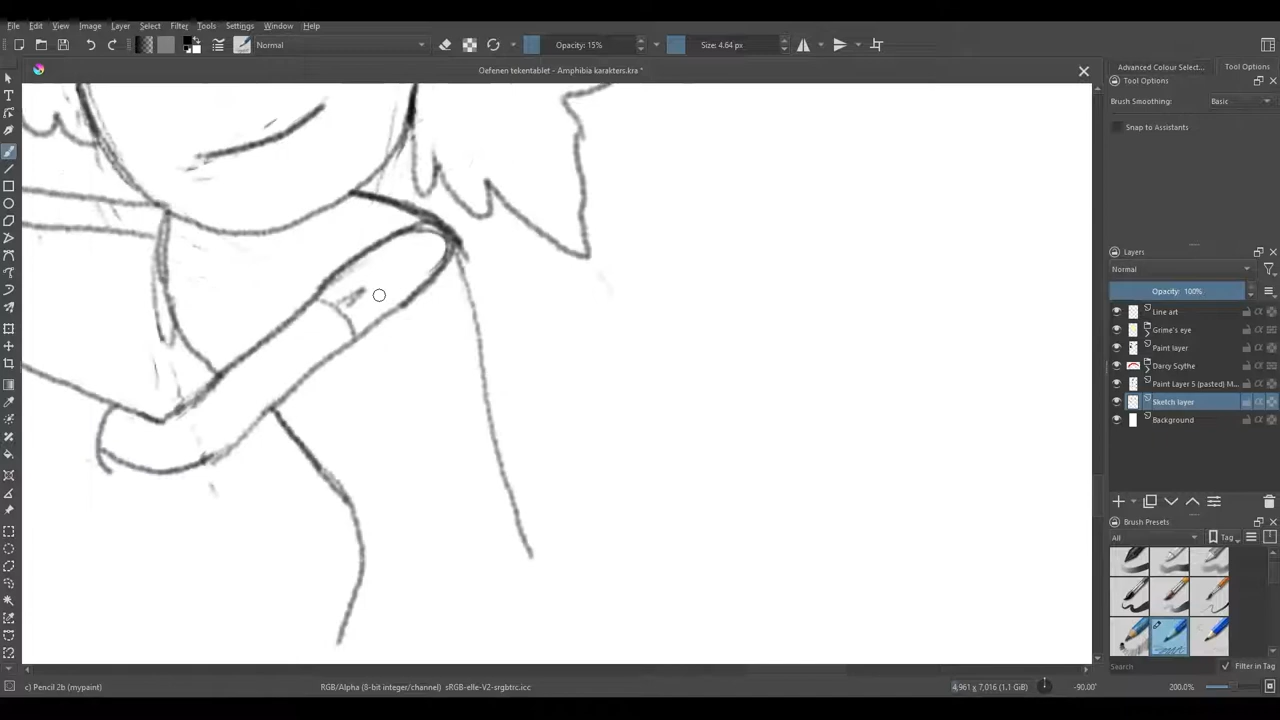 File Edit View Image Layer Select Filter Tools Settings Window Help
Normal Opacity: 15% Size: 4.64 px
Oefenen tekentablet - Amphibia karakters.kra *
Advanced Colour Select... Tool Options
Tool Options
Brush Smoothing: Basic
Snap to Assistants
Layers
Normal
Opacity: 100%
Line art
Grime's eye
Paint layer
Darcy Scythe
Paint Layer 5 (pasted) M...
Sketch layer
Background
Brush Presets
All Tag
Search Filter in Tag
c) Pencil 2b (mypaint) RGB/Alpha (8-bit integer/channel) sRGB-elle-V2-srgbtrc.icc 4,961 x 7,016 (1.1 GiB) -90.00° 200.0%